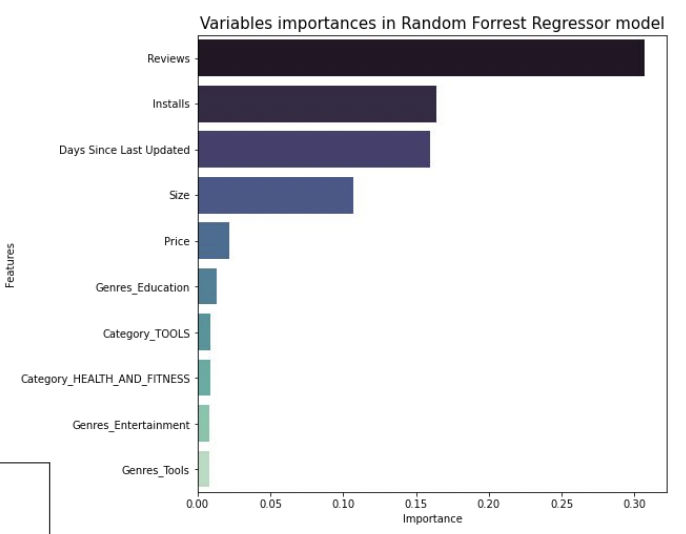 Variables importances in Random Forrest Regressor model
Reviews
Installs
Days Since Last Updated
Size
Price
Genres_Education
Category_TOOLS
Category_HEALTH_AND_FITNESS
Genres_Entertainment
Genres_Tools
Features
0.00 0.05 0.10 0.15 0.20 0.25 0.30
Importance